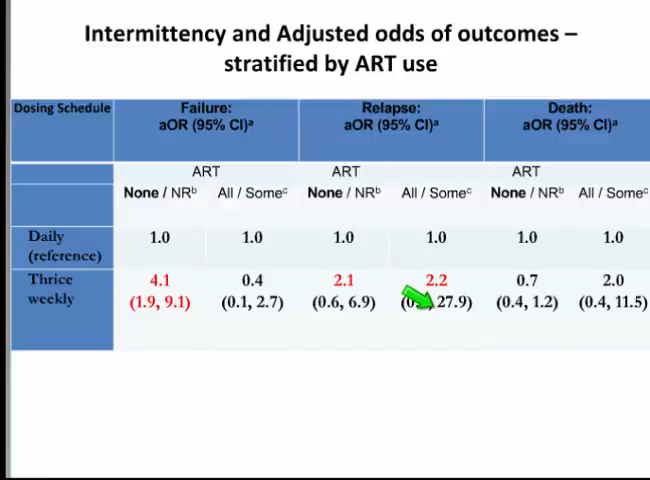 Intermittency and Adjusted odds of outcomes –
stratified by ART use
Dosing Schedule Failure: Relapse: Death:
aOR (95% CI)ᵃ aOR (95% CI)ᵃ aOR (95% CI)ᵃ
ART ART ART
None / NRᵇ All / Someᶜ None / NRᵇ All / Someᶜ None / NRᵇ All / Someᶜ
Daily 1.0 1.0 1.0 1.0 1.0 1.0
(reference)
Thrice 4.1 0.4 2.1 2.2 0.7 2.0
weekly (1.9, 9.1) (0.1, 2.7) (0.6, 6.9) 27.9) (0.4, 1.2) (0.4, 11.5)